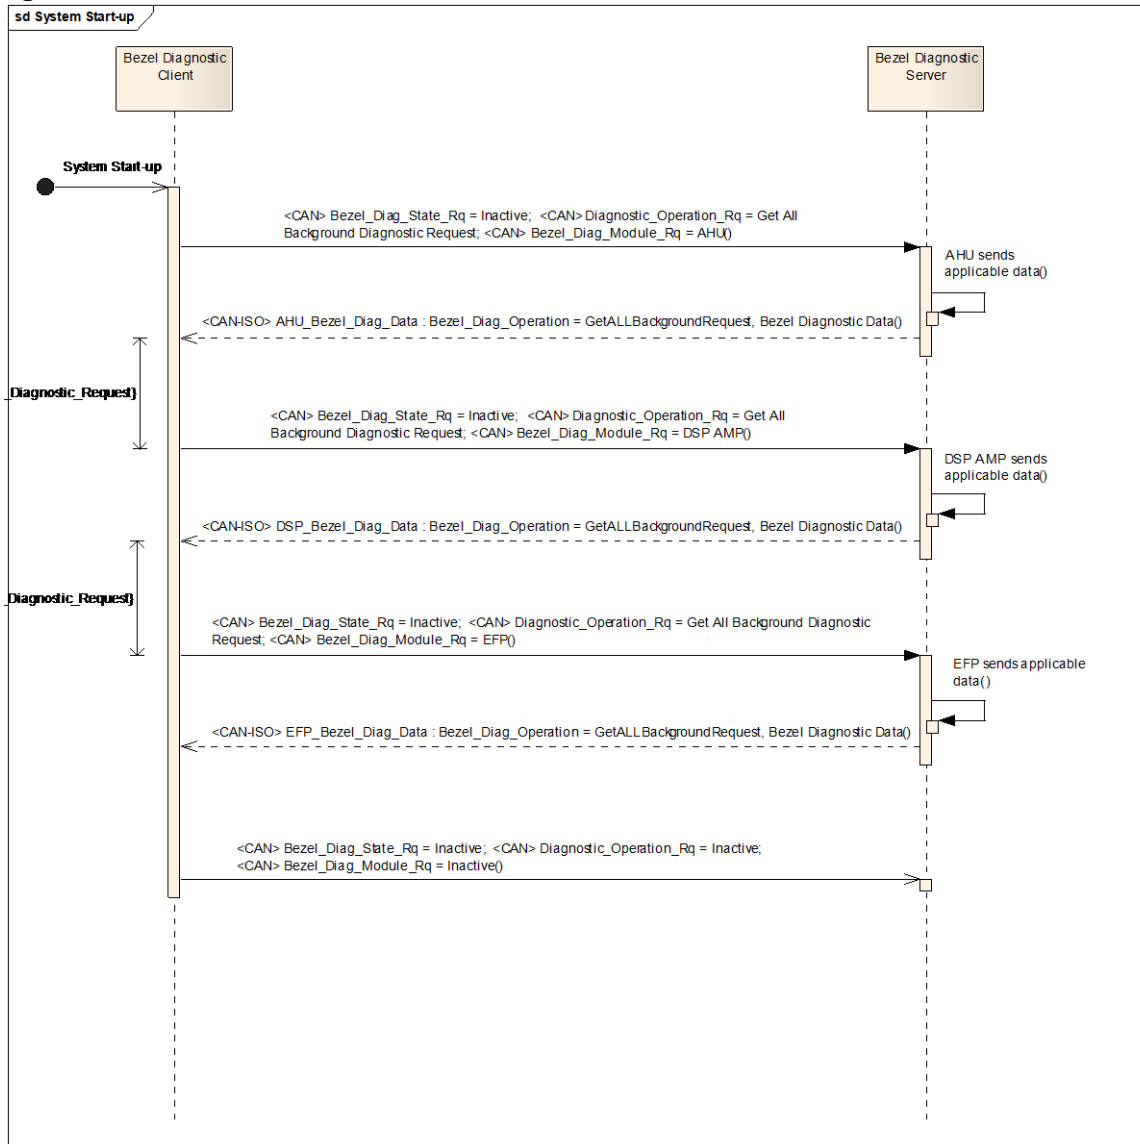 sd System Start-up
Bezel Diagnostic
Client
Bezel Diagnostic
Server
System Start-up
<CAN> Bezel_Diag_State_Rq = Inactive; <CAN> Diagnostic_Operation_Rq = Get All
Background Diagnostic Request; <CAN> Bezel_Diag_Module_Rq = AHU()
AHU sends
applicable data()
<CAN-ISO> AHU_Bezel_Diag_Data : Bezel_Diag_Operation = GetALLBackgroundRequest, Bezel Diagnostic Data()
_Diagnostic_Request}
<CAN> Bezel_Diag_State_Rq = Inactive; <CAN> Diagnostic_Operation_Rq = Get All
Background Diagnostic Request; <CAN> Bezel_Diag_Module_Rq = DSP AMP()
DSP AMP sends
applicable data()
<CAN-ISO> DSP_Bezel_Diag_Data : Bezel_Diag_Operation = GetALLBackgroundRequest, Bezel Diagnostic Data()
_Diagnostic_Request}
<CAN> Bezel_Diag_State_Rq = Inactive; <CAN> Diagnostic_Operation_Rq = Get All Background Diagnostic
Request; <CAN> Bezel_Diag_Module_Rq = EFP()
EFP sends applicable
data()
<CAN-ISO> EFP_Bezel_Diag_Data : Bezel_Diag_Operation = GetALLBackgroundRequest, Bezel Diagnostic Data()
<CAN> Bezel_Diag_State_Rq = Inactive; <CAN> Diagnostic_Operation_Rq = Inactive;
<CAN> Bezel_Diag_Module_Rq = Inactive()